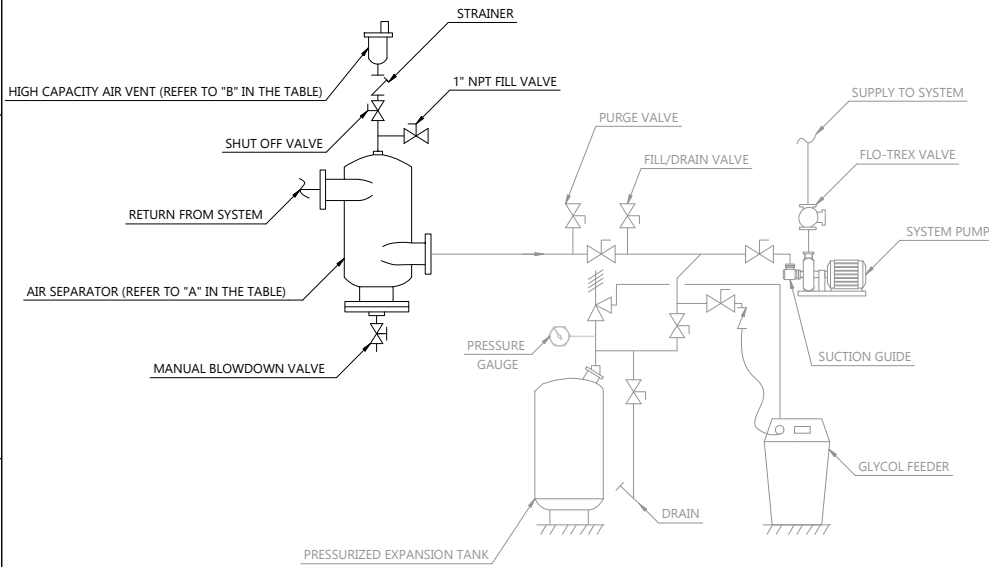 STRAINER
HIGH CAPACITY AIR VENT (REFER TO "B" IN THE TABLE)
1" NPT FILL VALVE
SHUT OFF VALVE
RETURN FROM SYSTEM
AIR SEPARATOR (REFER TO "A" IN THE TABLE)
MANUAL BLOWDOWN VALVE
SUPPLY TO SYSTEM
PURGE VALVE
FLO-TREX VALVE
FILL/DRAIN VALVE
SYSTEM PUMP
PRESSURE
GAUGE
SUCTION GUIDE
GLYCOL FEEDER
DRAIN
PRESSURIZED EXPANSION TANK